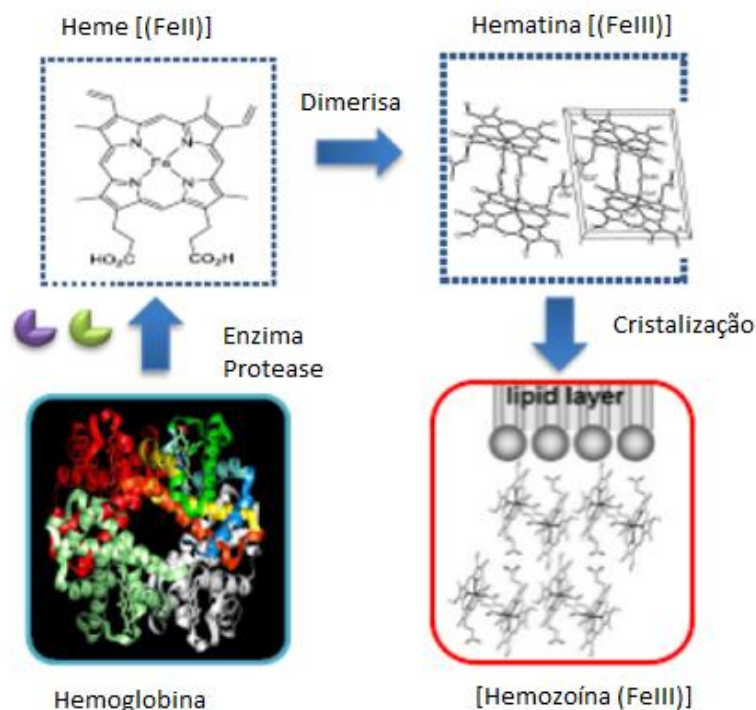 Heme [(FeII)]
Hematina [(FeIII)]
Dimerisa
N
N
Fe
N
N
HO₂C
CO₂H
Enzima
Protease
Cristalização
lipid layer
Hemoglobina
[Hemozoína (FeIII)]